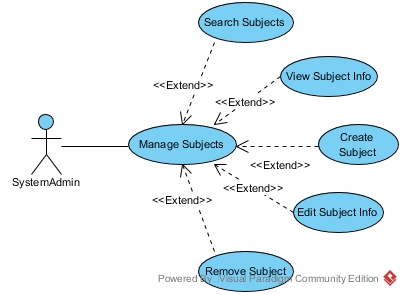 Search Subjects
<<Extend>>
View Subject Info
<<Extend>>
Manage Subjects
Create
Subject
<<Extend>>
SystemAdmin
<<Extend>>
<<Extend>>
Edit Subject Info
Remove Subject
Powered By Visual Paradigm Community Edition